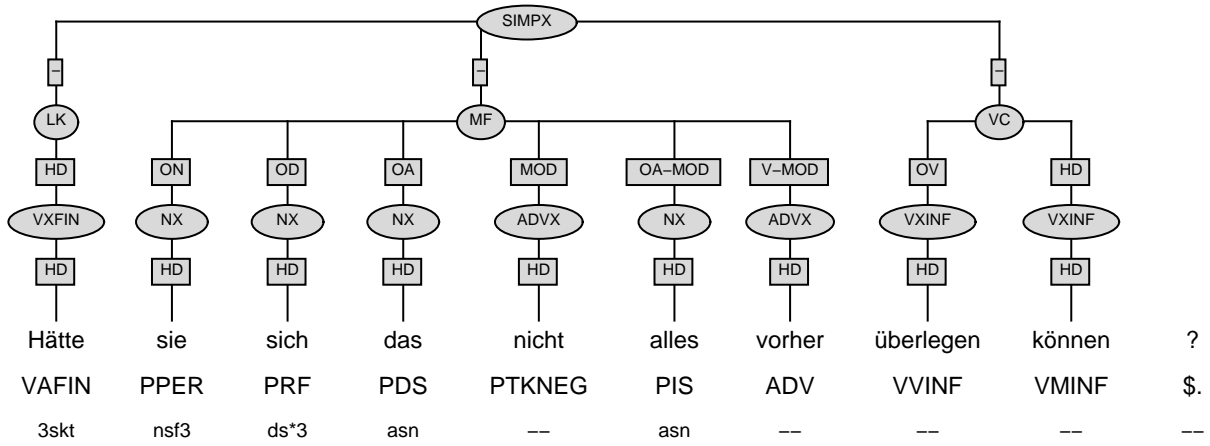 SIMPX
– – –
LK MF VC
HD ON OD OA MOD OA–MOD V–MOD OV HD
VXFIN NX NX NX ADVX NX ADVX VXINF VXINF
HD HD HD HD HD HD HD HD HD
Hätte sie sich das nicht alles vorher überlegen können ?
VAFIN PPER PRF PDS PTKNEG PIS ADV VVINF VMINF $.
3skt nsf3 ds*3 asn –– asn –– –– –– ––